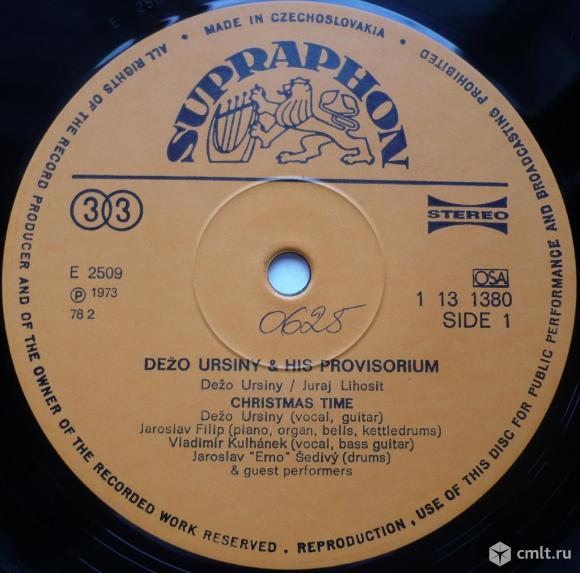 E 25
MADE IN CZECHOSLOVAKIA • ALL RIGHTS OF THE RECORD PRODUCER AND OF THE OWNER OF THE RECORDED WORK RESERVED . REPRODUCTION, USE OF THIS DISC FOR PUBLIC PERFORMANCE AND BROADCASTING PROHIBITED •
SUPRAPHON
33
STEREO
E 2509
OSA
Ⓟ 1973
1 13 1380
78 2
SIDE 1
0625
DEŽO URSINY & HIS PROVISORIUM
Dežo Ursiny / Juraj Lihosit
CHRISTMAS TIME
Dežo Ursiny (vocal, guitar)
Jaroslav Filip (piano, organ, bells, kettledrums)
Vladimír Kulhánek (vocal, bass guitar)
Jaroslav "Erno" Šedivý (drums)
& guest performers
cmlt.ru